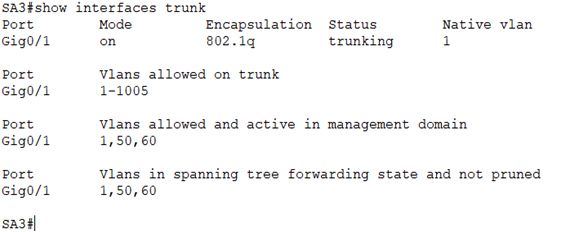 SA3#show interfaces trunk
Port Mode Encapsulation Status Native vlan
Gig0/1 on 802.1q trunking 1
Port Vlans allowed on trunk
Gig0/1 1-1005
Port Vlans allowed and active in management domain
Gig0/1 1,50,60
Port Vlans in spanning tree forwarding state and not pruned
Gig0/1 1,50,60
SA3#